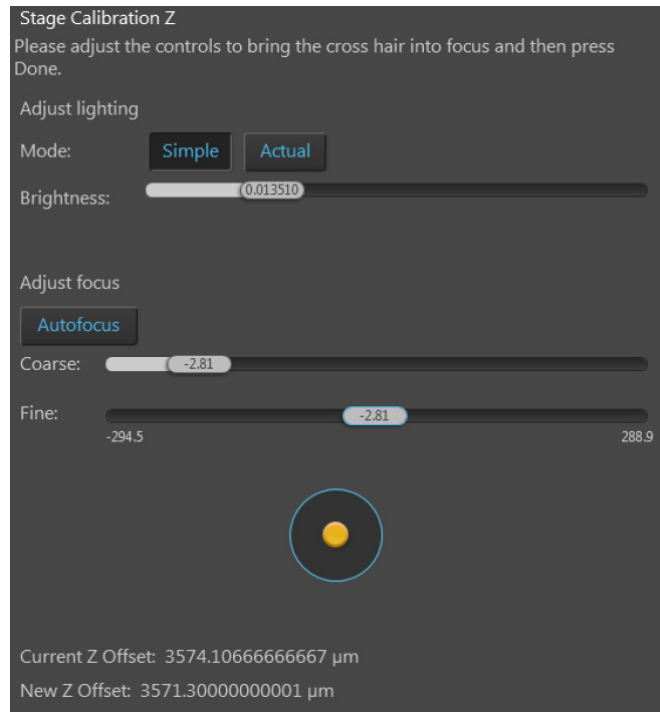 Stage Calibration Z
Please adjust the controls to bring the cross hair into focus and then press
Done.
Adjust lighting
Mode: Simple Actual
Brightness: 0.013510
Adjust focus
Autofocus
Coarse: -2.81
Fine: -2.81
-294.5 288.9
Current Z Offset: 3574.10666666667 µm
New Z Offset: 3571.30000000001 µm